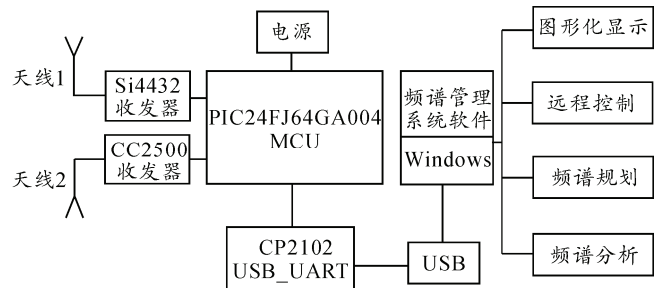 电源
图形化显示
天线1
Si4432
收发器
PIC24FJ64GA004
MCU
频谱管理
系统软件
远程控制
CC2500
收发器
Windows
天线2
频谱规划
CP2102
USB_UART
USB
频谱分析